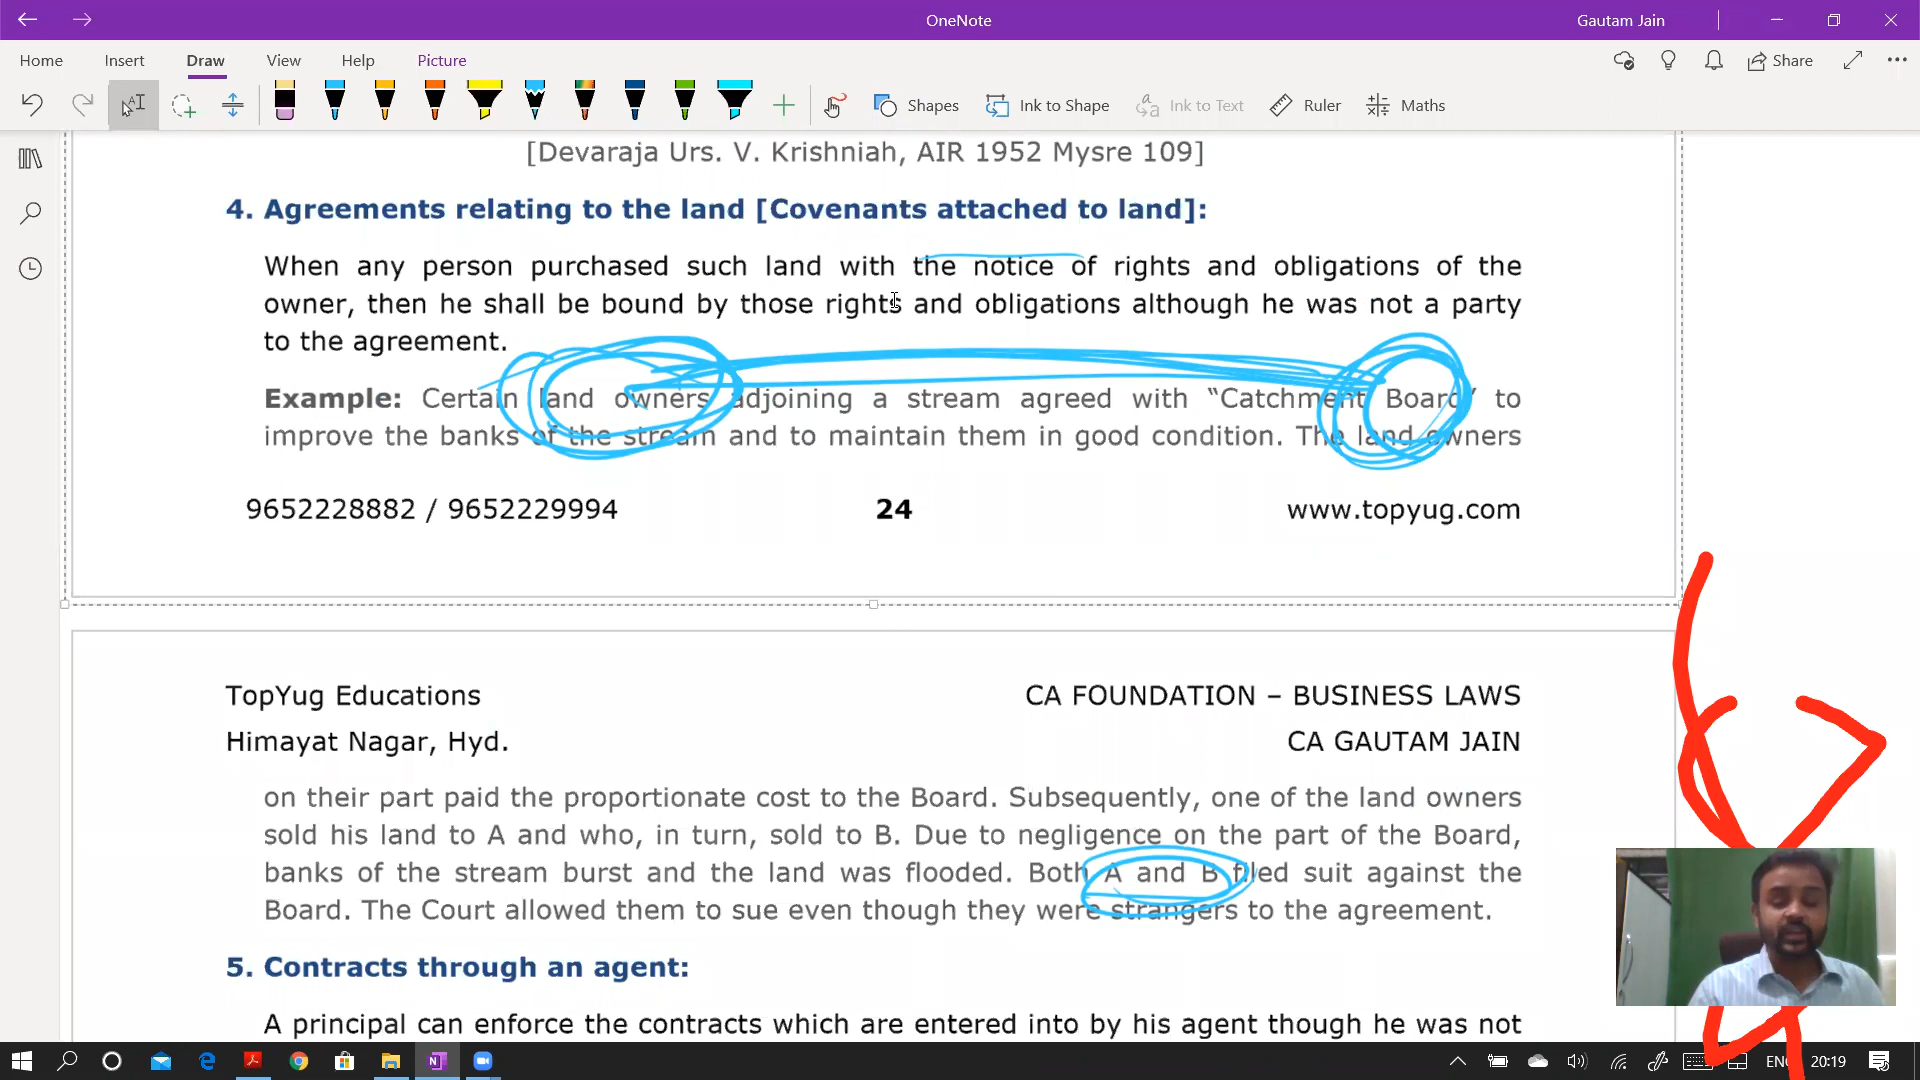 OneNote
Gautam Jain
Home Insert Draw View Help Picture
Share
Shapes Ink to Shape Ink to Text Ruler Maths
[Devaraja Urs. V. Krishniah, AIR 1952 Mysre 109]
4. Agreements relating to the land [Covenants attached to land]:
When any person purchased such land with the notice of rights and obligations of the
owner, then he shall be bound by those rights and obligations although he was not a party
to the agreement.
Example: Certain land owners adjoining a stream agreed with “Catchment Board” to
improve the banks of the stream and to maintain them in good condition. The land owners
9652228882 / 9652229994 24 www.topyug.com
TopYug Educations CA FOUNDATION – BUSINESS LAWS
Himayat Nagar, Hyd. CA GAUTAM JAIN
on their part paid the proportionate cost to the Board. Subsequently, one of the land owners
sold his land to A and who, in turn, sold to B. Due to negligence on the part of the Board,
banks of the stream burst and the land was flooded. Both A and B filed suit against the
Board. The Court allowed them to sue even though they were strangers to the agreement.
5. Contracts through an agent:
A principal can enforce the contracts which are entered into by his agent though he was not
20:19